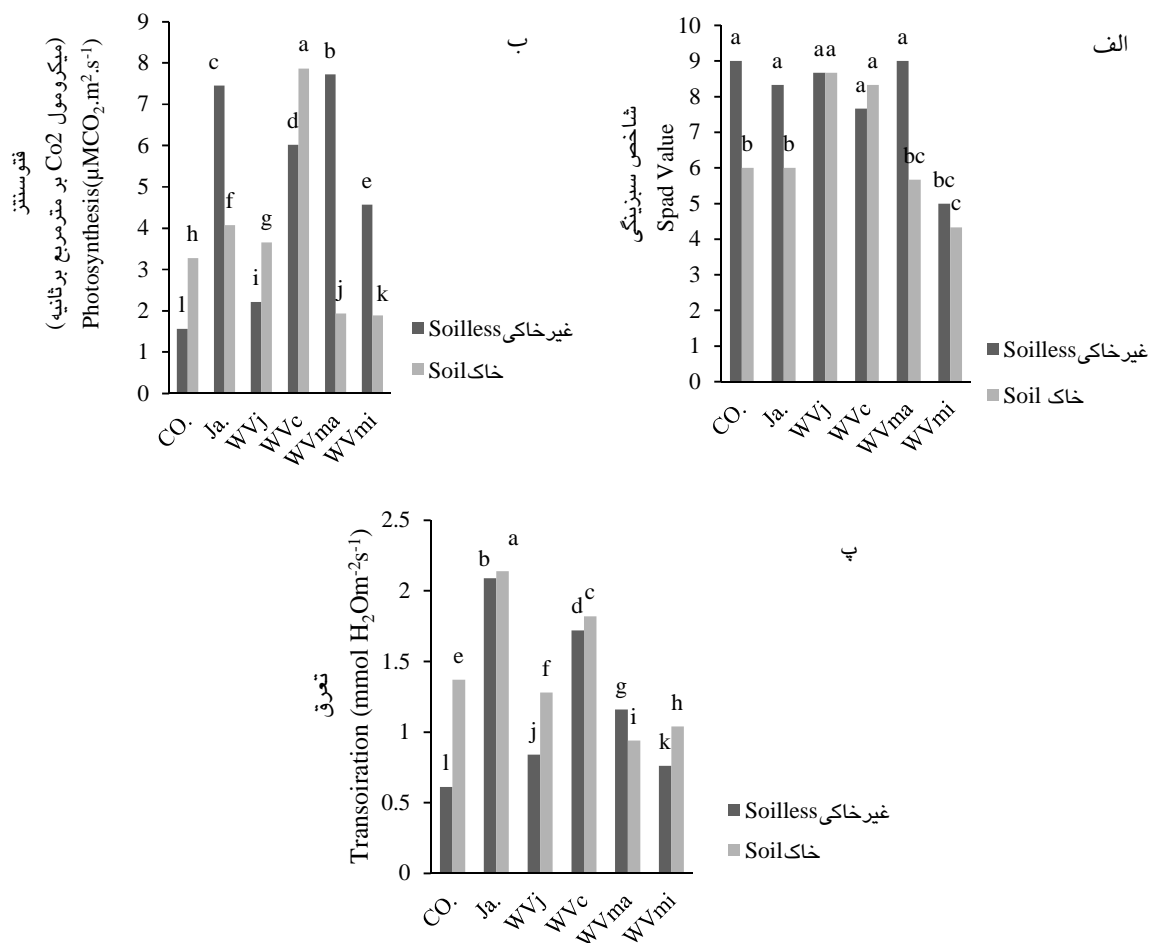 الف
شاخص سبزینگی
Spad Value
10
9
8
7
6
5
4
3
2
1
0
a
b
a
b
aa
a
a
a
bc
bc
c
CO.
Ja.
WVj
WVc
WVma
WVmi
Soilless غیرخاکی
Soil خاک
ب
فتوسنتز
(میکرومول Co2 بر مترمربع برثانیه)
Photosynthesis(µMCO₂.m².s⁻¹)
9
8
7
6
5
4
3
2
1
0
l
h
c
f
i
g
d
a
b
j
e
k
CO.
Ja.
WVj
WVc
WVma
WVmi
Soilless غیرخاکی
Soil خاک
پ
تعرق
Transoiration (mmol H₂Om⁻²s⁻¹)
2.5
2
1.5
1
0.5
0
l
e
b
a
j
f
d
c
g
i
k
h
CO.
Ja.
WVj
WVc
WVma
WVmi
Soilless غیرخاکی
Soil خاک